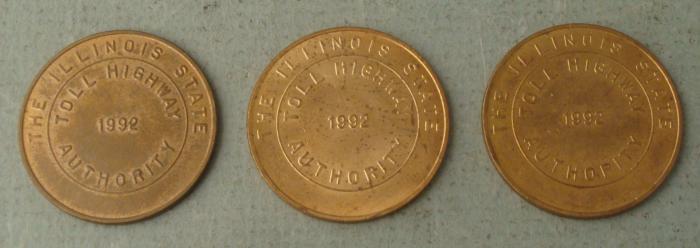 THE ILLINOIS STATE
TOLL HIGHWAY
1992
AUTHORITY
THE ILLINOIS STATE
TOLL HIGHWAY
1992
AUTHORITY
THE ILLINOIS STATE
TOLL HIGHWAY
1992
AUTHORITY